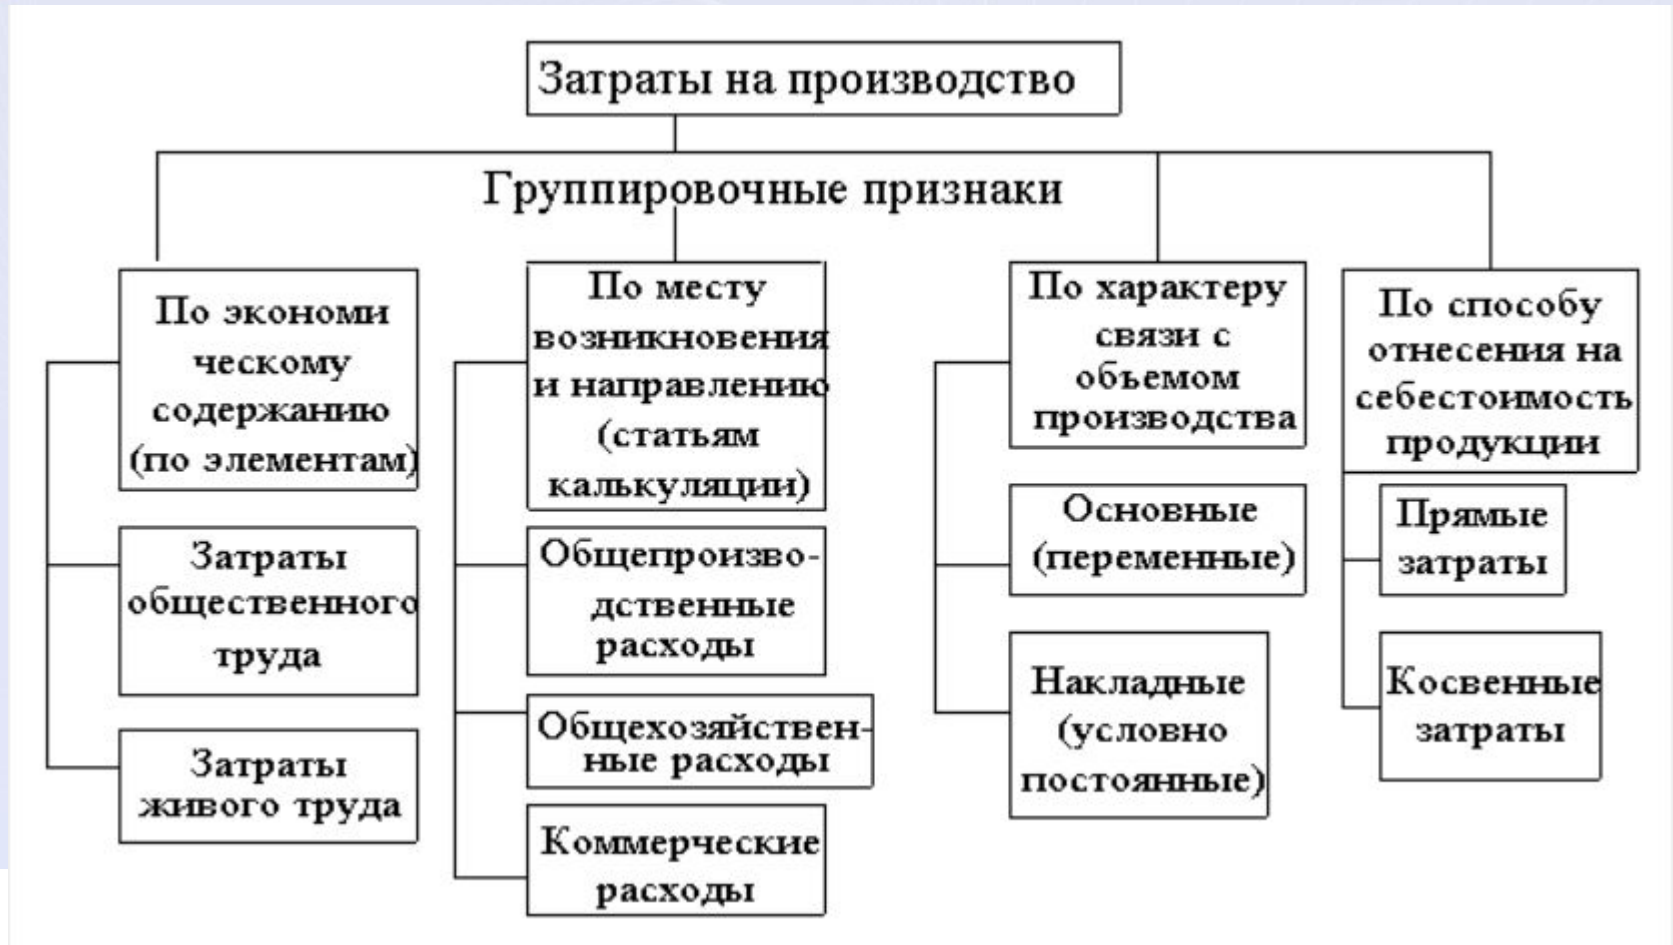 Затраты на производство
Группировочные признаки
По экономи
ческому
содержанию
(по элементам)
Затраты
общественного
труда
Затраты
живого труда
По месту
возникновения
и направлению
(статьям
калькуляции)
Общепроизво-
дственные
расходы
Общехозяйствен-
ные расходы
Коммерческие
расходы
По характеру
связи с
объемом
производства
Основные
(переменные)
Накладные
(условно
постоянные)
По способу
отнесения на
себестоимость
продукции
Прямые
затраты
Косвенные
затраты